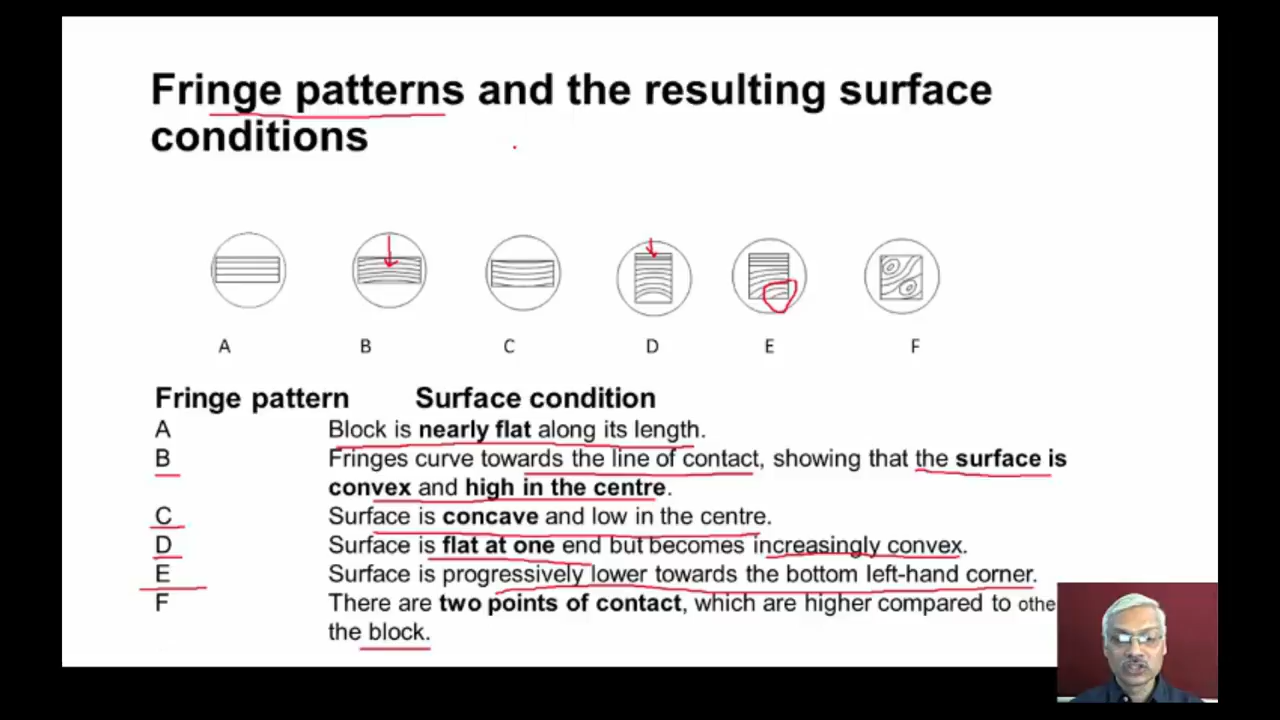 Fringe patterns and the resulting surface
conditions
A B C D E F
Fringe pattern Surface condition
A Block is nearly flat along its length.
B Fringes curve towards the line of contact, showing that the surface is
convex and high in the centre.
C Surface is concave and low in the centre.
D Surface is flat at one end but becomes increasingly convex.
E Surface is progressively lower towards the bottom left-hand corner.
F There are two points of contact, which are higher compared to othe
the block.